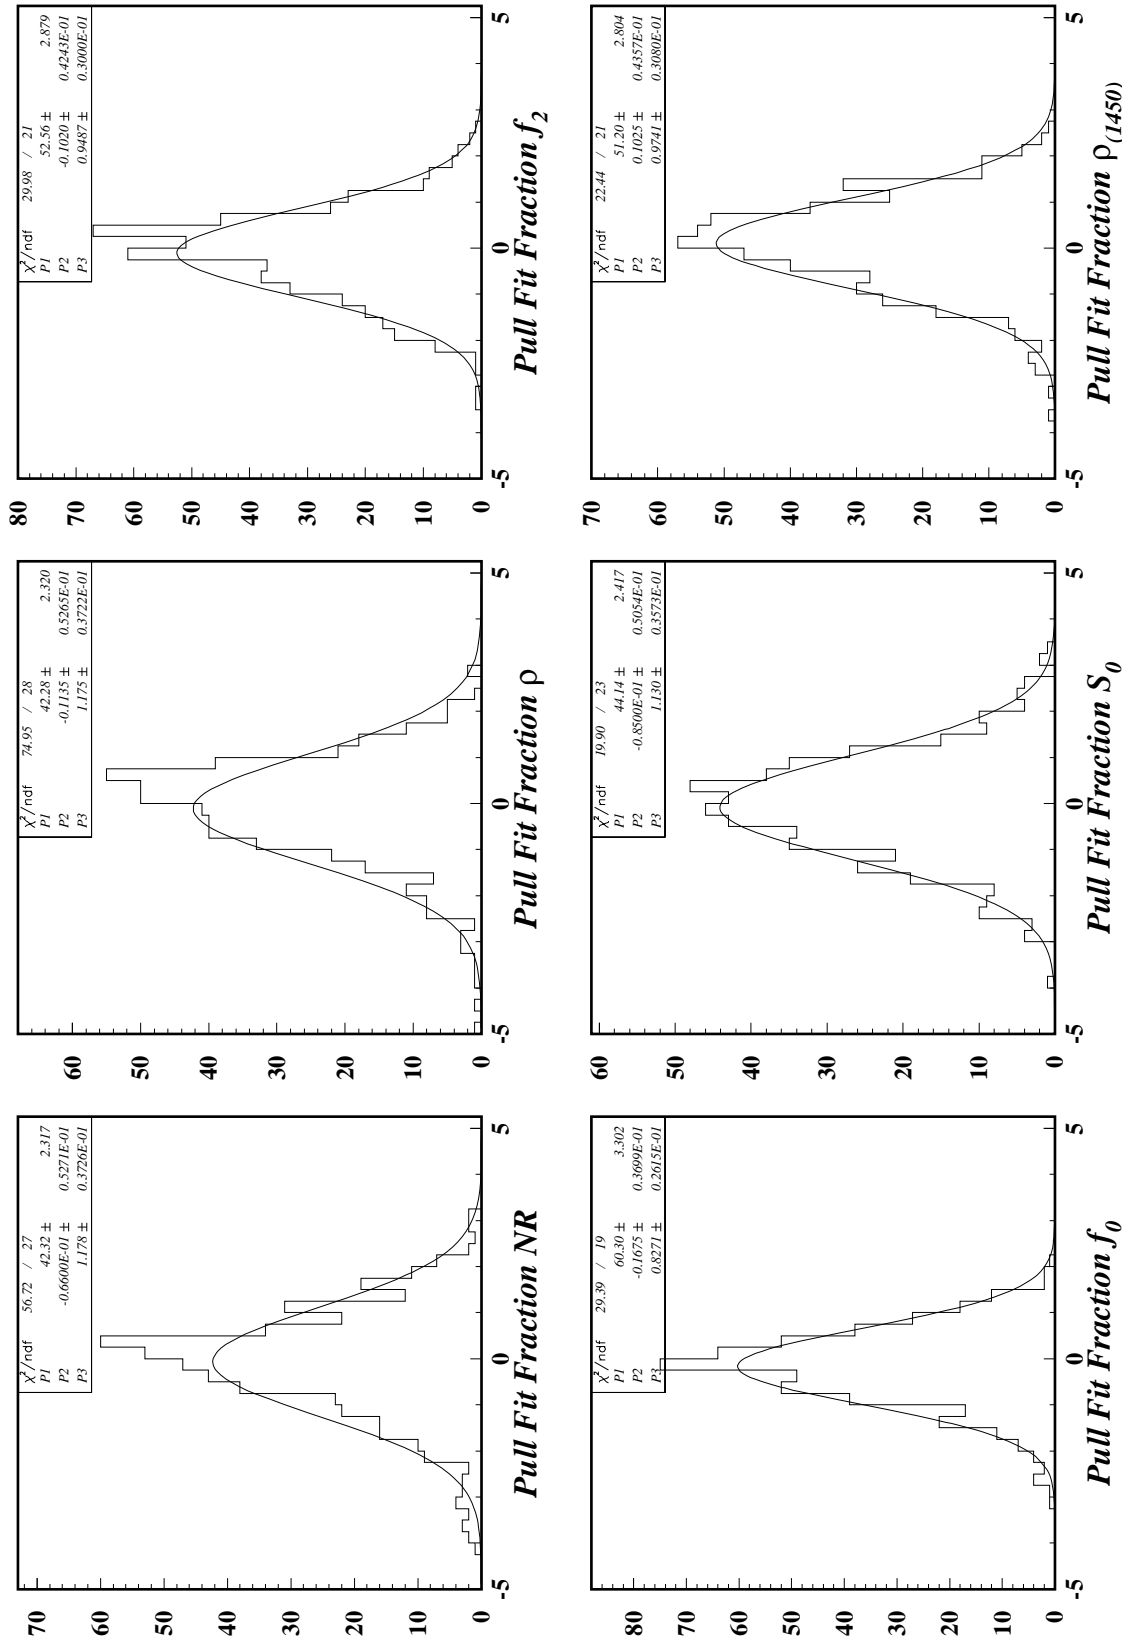 χ²/ndf 56.72 / 27
P1 42.32 ± 2.317
P2 -0.6600E-01 ± 0.5271E-01
P3 1.178 ± 0.3726E-01
70
60
50
40
30
20
10
0
-5 0 5
Pull Fit Fraction NR
χ²/ndf 74.95 / 28
P1 42.28 ± 2.320
P2 -0.1135 ± 0.5265E-01
P3 1.175 ± 0.3722E-01
60
50
40
30
20
10
0
-5 0 5
Pull Fit Fraction ρ
χ²/ndf 29.98 / 21
P1 52.56 ± 2.879
P2 -0.1020 ± 0.4243E-01
P3 0.9487 ± 0.3000E-01
80
70
60
50
40
30
20
10
0
-5 0 5
Pull Fit Fraction f₂
χ²/ndf 29.39 / 19
P1 60.30 ± 3.302
P2 -0.1675 ± 0.3699E-01
P3 0.8271 ± 0.2615E-01
80
70
60
50
40
30
20
10
0
-5 0 5
Pull Fit Fraction f₀
χ²/ndf 19.90 / 23
P1 44.14 ± 2.417
P2 -0.8500E-01 ± 0.5054E-01
P3 1.130 ± 0.3573E-01
60
50
40
30
20
10
0
-5 0 5
Pull Fit Fraction S₀
χ²/ndf 22.44 / 21
P1 51.20 ± 2.804
P2 0.1025 ± 0.4357E-01
P3 0.9741 ± 0.3080E-01
70
60
50
40
30
20
10
0
-5 0 5
Pull Fit Fraction ρ(1450)